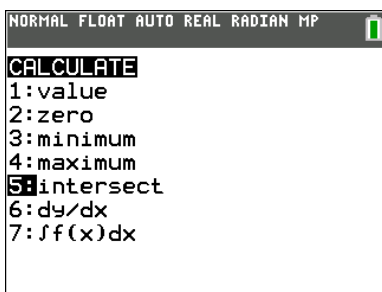 NORMAL FLOAT AUTO REAL RADIAN MP
CALCULATE
1:value
2:zero
3:minimum
4:maximum
5:intersect
6:dy/dx
7:∫f(x)dx